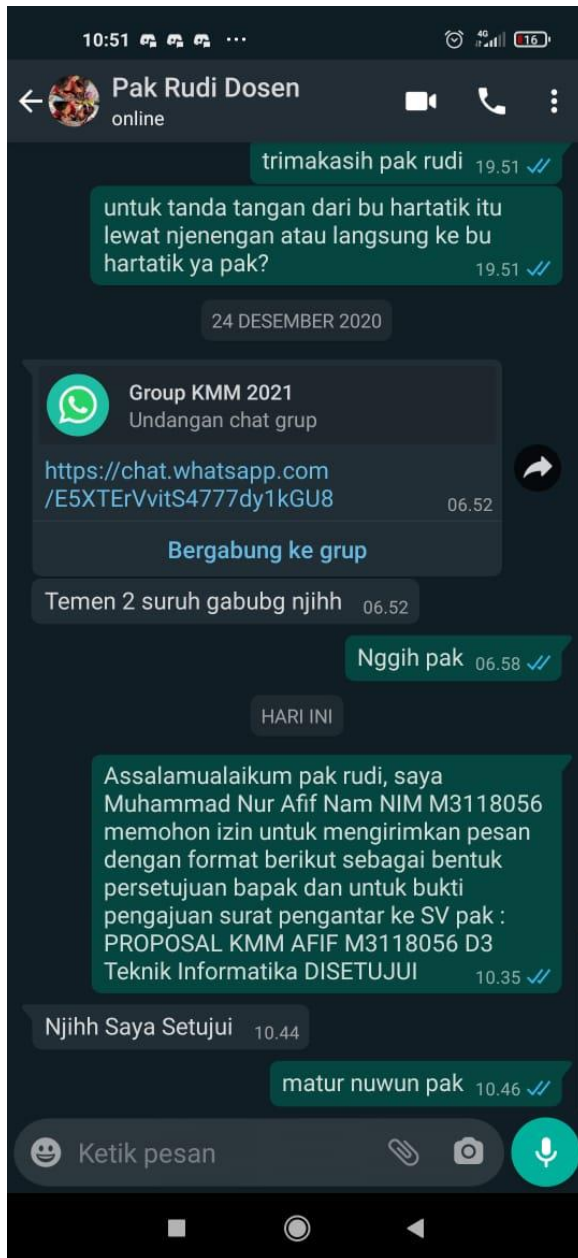 10:51 ...
4G 16
Pak Rudi Dosen
online
trimakasih pak rudi 19.51
untuk tanda tangan dari bu hartatik itu
lewat njenengan atau langsung ke bu
hartatik ya pak? 19.51
24 DESEMBER 2020
Group KMM 2021
Undangan chat grup
https://chat.whatsapp.com
/E5XTErVvitS4777dy1kGU8 06.52
Bergabung ke grup
Temen 2 suruh gabubg njihh 06.52
Nggih pak 06.58
HARI INI
Assalamualaikum pak rudi, saya
Muhammad Nur Afif Nam NIM M3118056
memohon izin untuk mengirimkan pesan
dengan format berikut sebagai bentuk
persetujuan bapak dan untuk bukti
pengajuan surat pengantar ke SV pak :
PROPOSAL KMM AFIF M3118056 D3
Teknik Informatika DISETUJUI 10.35
Njihh Saya Setujui 10.44
matur nuwun pak 10.46
Ketik pesan